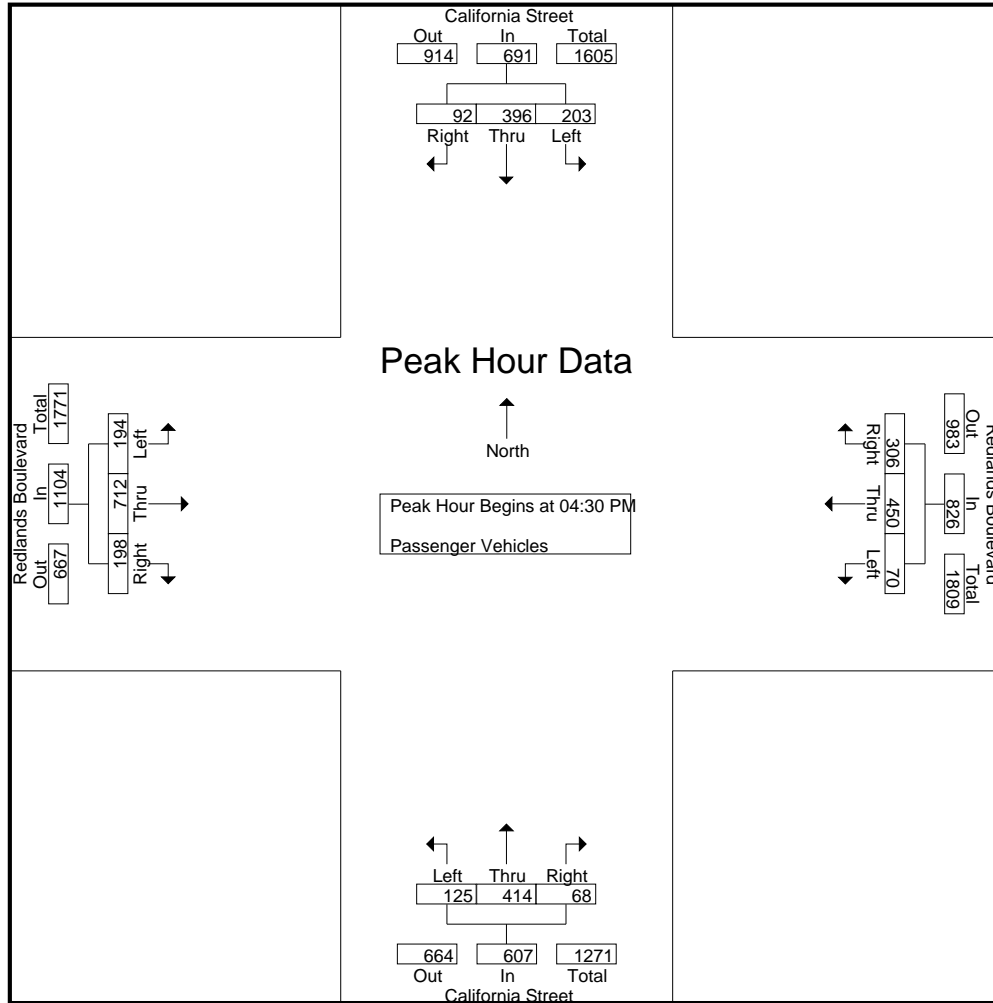 California Street
Out In Total
914 691 1605
92 396 203
Right Thru Left
Peak Hour Data
North
Peak Hour Begins at 04:30 PM
Passenger Vehicles
Redlands Boulevard
Total In Out
1771 1104 667
194 712 198
Left Thru Right
Redlands Boulevard
Out In Total
983 826 1809
306 450 70
Right Thru Left
Left Thru Right
125 414 68
664 607 1271
Out In Total
California Street